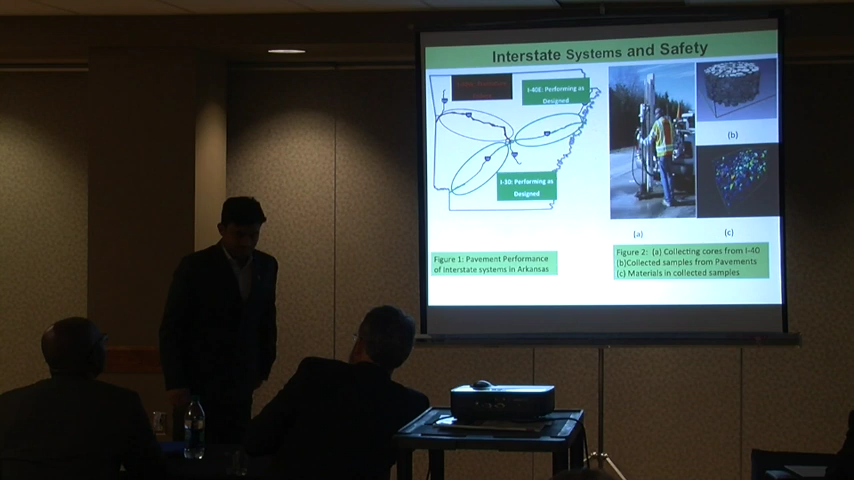 Interstate Systems and Safety
I-40E: Performing as
Designed
I-30: Performing as
Designed
(b)
(a)
(c)
Figure 1: Pavement Performance
of Interstate systems in Arkansas
Figure 2: (a) Collecting cores from I-40
(b)Collected samples from Pavements
(c) Materials in collected samples